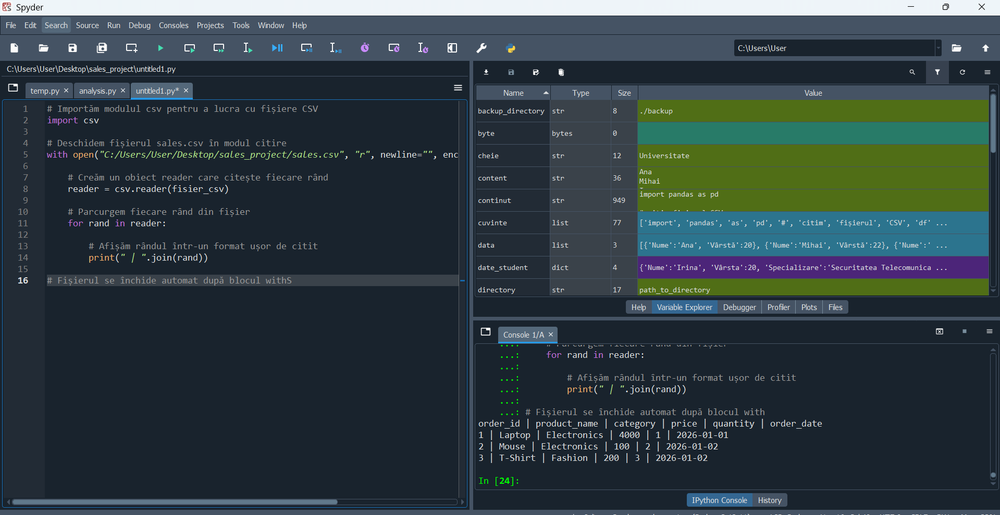 Spyder
File Edit Search Source Run Debug Consoles Projects Tools Window Help
C:\Users\User
C:\Users\User\Desktop\sales_project\untitled1.py
temp.py
analysis.py
untitled1.py*
1 # Importăm modulul csv pentru a lucra cu fișiere CSV
2 import csv
3
4 # Deschidem fișierul sales.csv în modul citire
5 with open("C:/Users/User/Desktop/sales_project/sales.csv", "r", newline="", enc
6
7 # Creăm un obiect reader care citește fiecare rând
8 reader = csv.reader(fisier_csv)
9
10 # Parcurgem fiecare rând din fișier
11 for rand in reader:
12
13 # Afișăm rândul într-un format ușor de citit
14 print(" | ".join(rand))
15
16 # Fișierul se închide automat după blocul withS
Name Type Size Value
backup_directory str 8 ./backup
byte bytes 0
cheie str 12 Universitate
content str 36 Ana
Mihai
continut str 949 import pandas as pd
cuvinte list 77 ['import', 'pandas', 'as', 'pd', '#', 'citim', 'fișierul', 'CSV', 'df' ...
data list 3 [{'Nume':'Ana', 'Vârstă':20}, {'Nume':'Mihai', 'Vârstă':22}, {'Nume':' ...
date_student dict 4 {'Nume':'Irina', 'Vârsta':20, 'Specializare':'Securitatea Telecomunica ...
directory str 17 path_to_directory
Help Variable Explorer Debugger Profiler Plots Files
Console 1/A
...: # Parcurgem fiecare rând din fișier
...: for rand in reader:
...:
...: # Afișăm rândul într-un format ușor de citit
...: print(" | ".join(rand))
...:
...: # Fișierul se închide automat după blocul with
order_id | product_name | category | price | quantity | order_date
1 | Laptop | Electronics | 4000 | 1 | 2026-01-01
2 | Mouse | Electronics | 100 | 2 | 2026-01-02
3 | T-Shirt | Fashion | 200 | 3 | 2026-01-02
In [24]:
IPython Console History